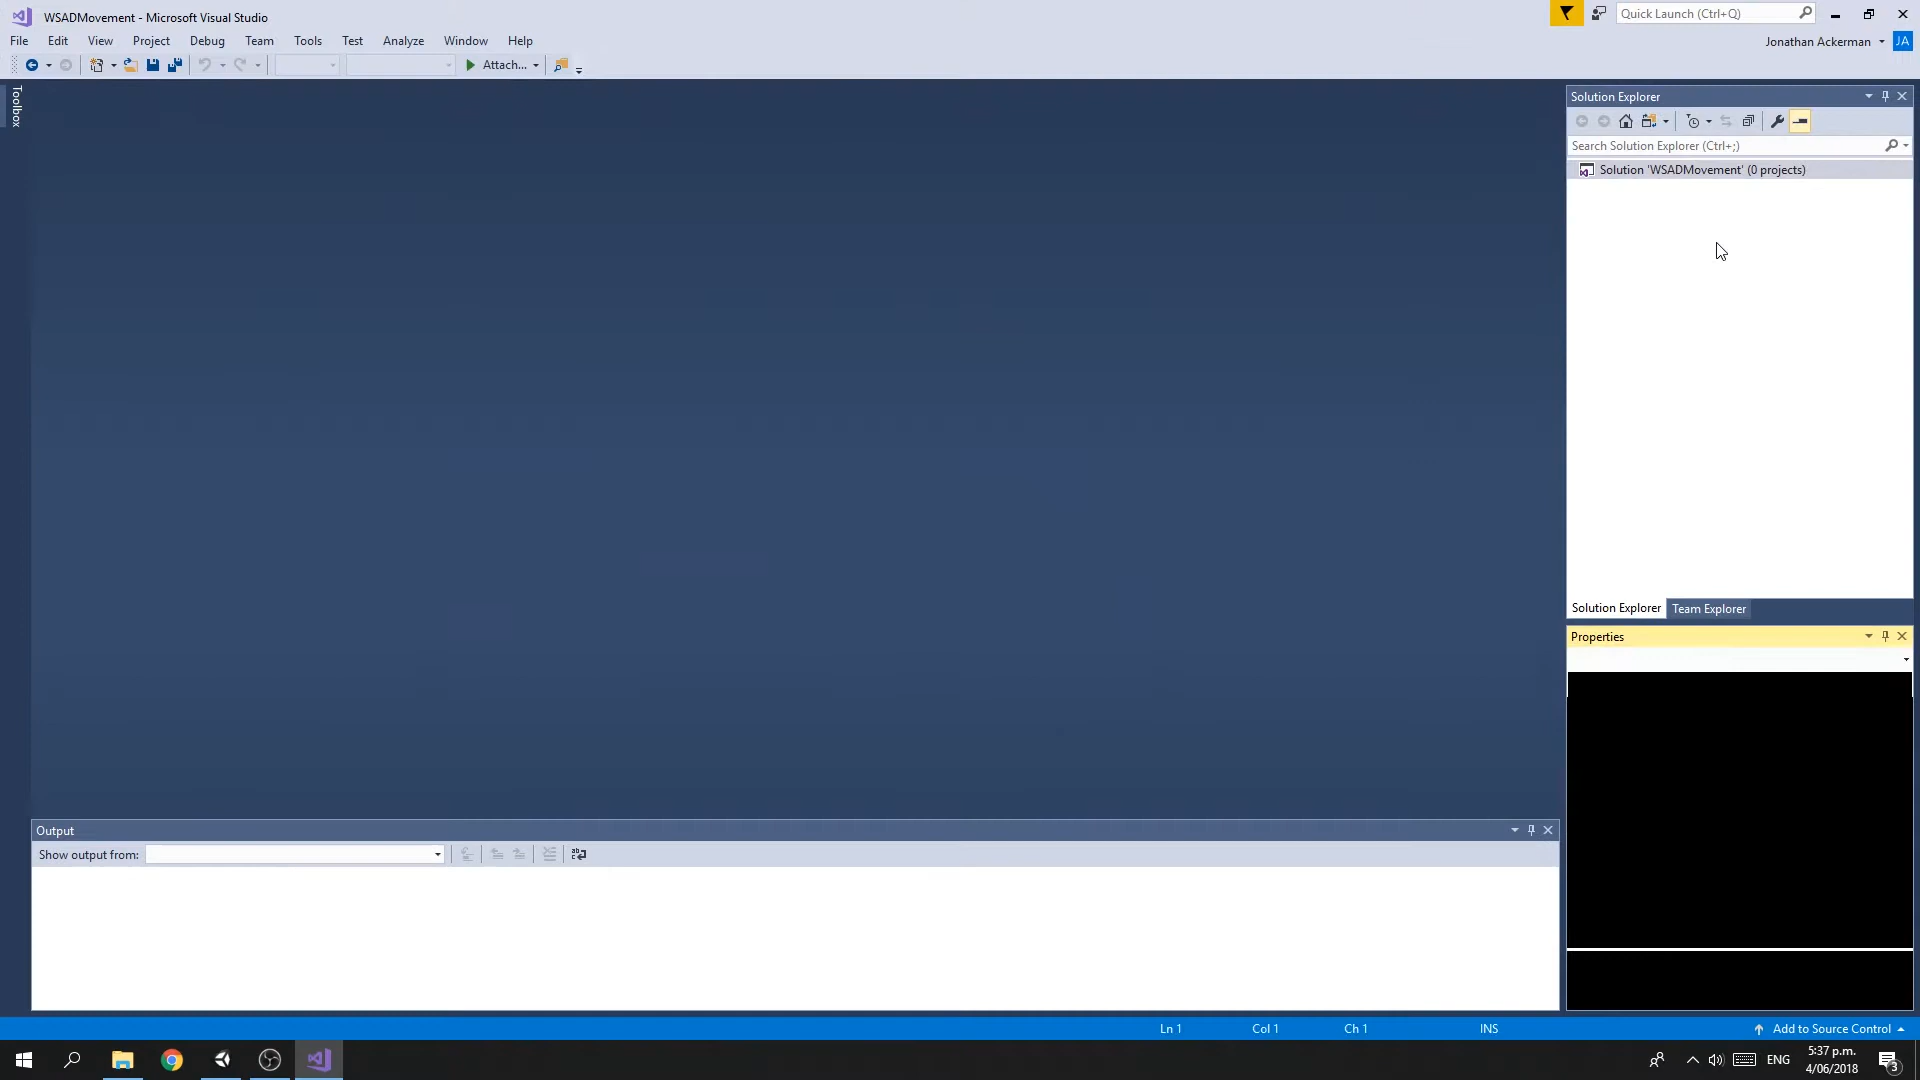 WSADMovement - Microsoft Visual Studio
Quick Launch (Ctrl+Q)
File Edit View Project Debug Team Tools Test Analyze Window Help
Jonathan Ackerman JA
Attach...
Toolbox
Solution Explorer
Search Solution Explorer (Ctrl+;)
Solution 'WSADMovement' (0 projects)
Solution Explorer Team Explorer
Properties
Output
Show output from:
Ln 1 Col 1 Ch 1 INS Add to Source Control
ENG
5:37 p.m.
4/06/2018
3